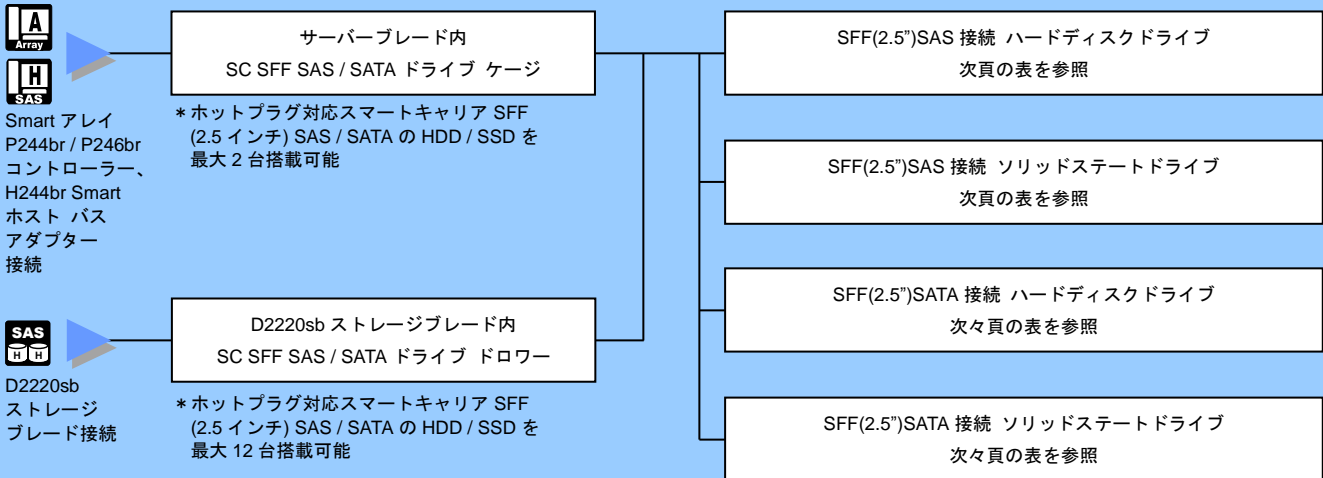 A
Array
H
SAS
Smart アレイ
P244br / P246br
コントローラー、
H244br Smart
ホスト バス
アダプター
接続
サーバーブレード内
SC SFF SAS / SATA ドライブ ケージ
*ホットプラグ対応スマートキャリア SFF
(2.5 インチ) SAS / SATA の HDD / SSD を
最大 2 台搭載可能
SAS
H H
D2220sb
ストレージ
ブレード接続
D2220sb ストレージブレード内
SC SFF SAS / SATA ドライブ ドロワー
*ホットプラグ対応スマートキャリア SFF
(2.5 インチ) SAS / SATA の HDD / SSD を
最大 12 台搭載可能
SFF(2.5”)SAS 接続 ハードディスクドライブ
次頁の表を参照
SFF(2.5”)SAS 接続 ソリッドステートドライブ
次頁の表を参照
SFF(2.5”)SATA 接続 ハードディスクドライブ
次々頁の表を参照
SFF(2.5”)SATA 接続 ソリッドステートドライブ
次々頁の表を参照